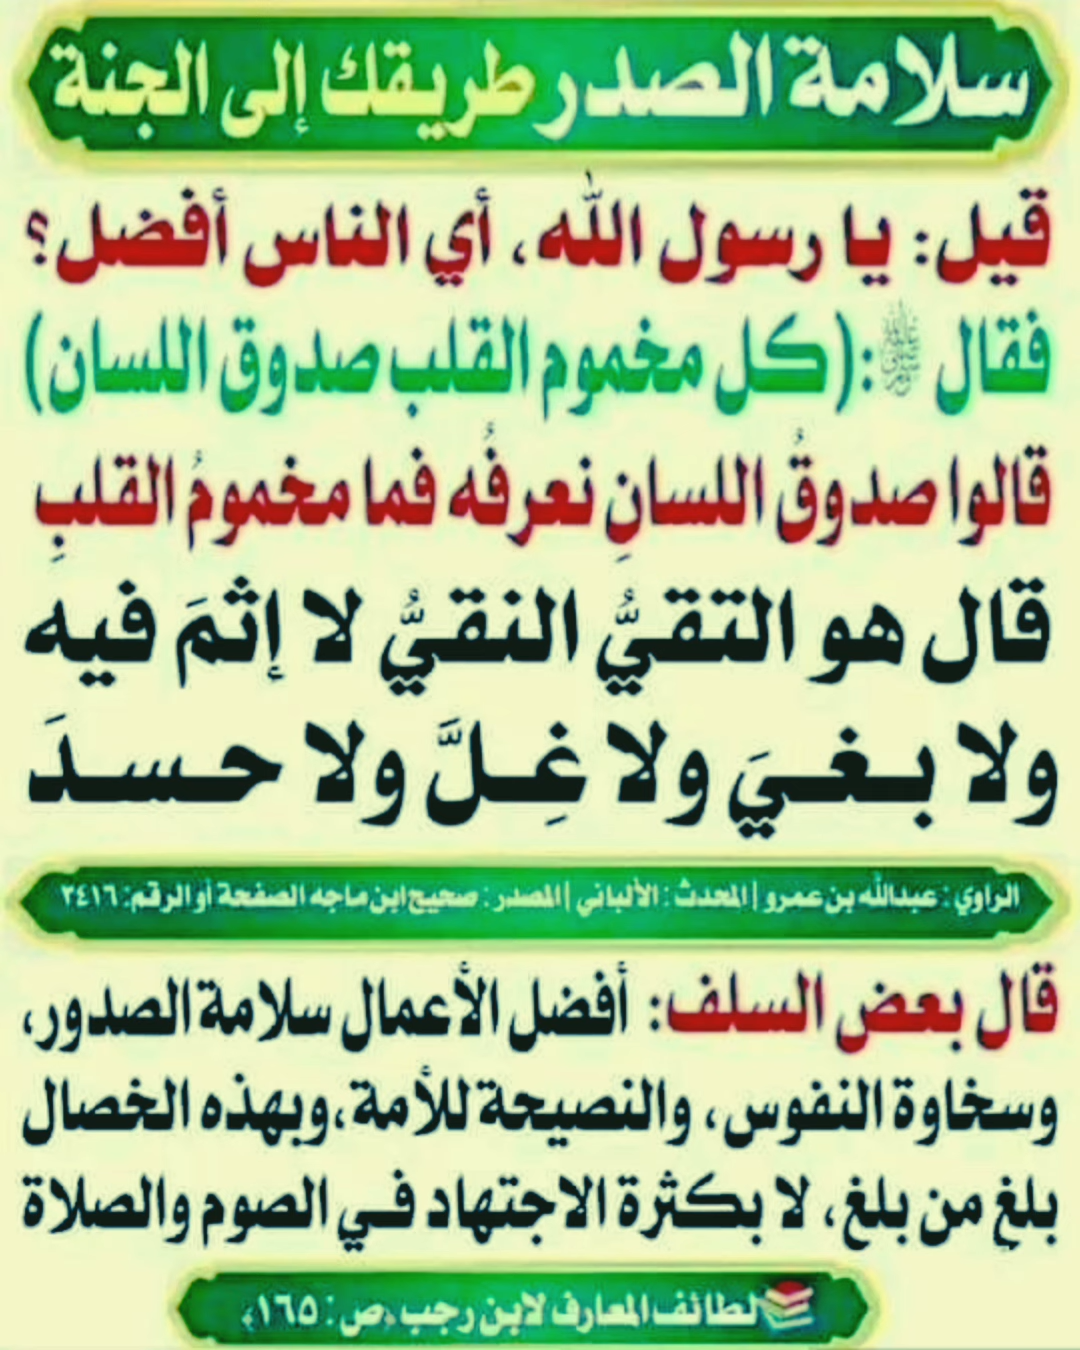 سلامة الصدر طريقك إلى الجنة
قيل: يا رسول الله، أي الناس أفضل؟
فقال ﷺ: (كل مخموم القلب صدوق اللسان)
قالوا صدوقُ اللسانِ نعرفُه فما مخمومُ القلبِ
قال هو التقيُّ النقيُّ لا إثمَ فيه
ولا بغيَ ولا غِلَّ ولا حسدَ
الراوي: عبدالله بن عمرو | المحدث: الألباني | المصدر: صحيح ابن ماجه الصفحة أو الرقم: ٣٤١٦
قال بعض السلف: أفضل الأعمال سلامة الصدور،
وسخاوة النفوس، والنصيحة للأمة، وبهذه الخصال
بلغ من بلغ، لا بكثرة الاجتهاد في الصوم والصلاة
لطائف المعارف لابن رجب ﴿ص: ١٦٥﴾